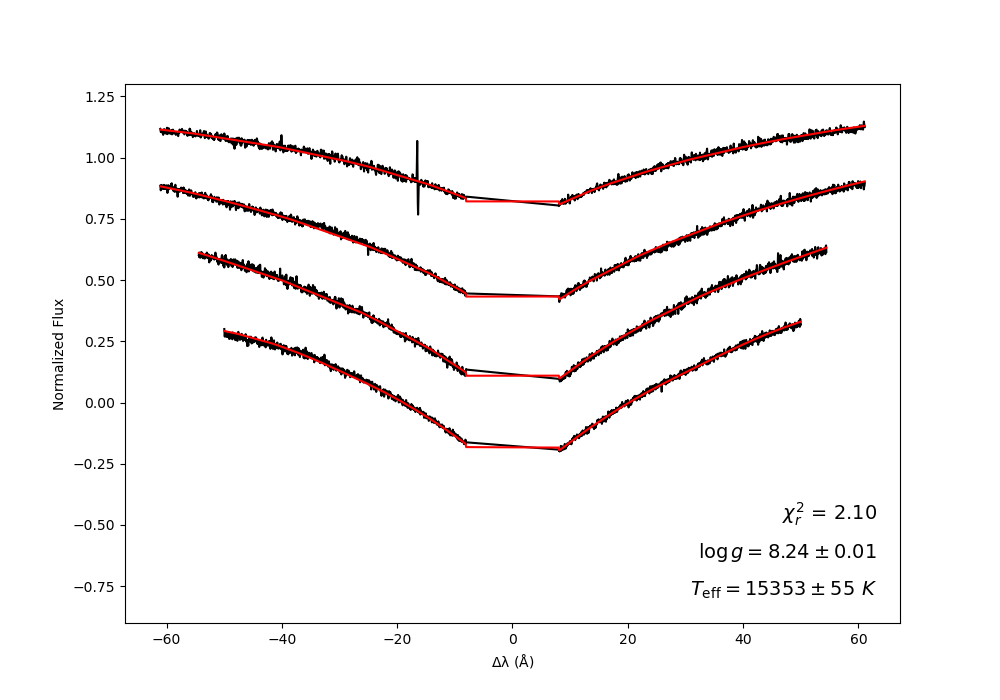 1.25
1.00
0.75
0.50
0.25
0.00
−0.25
−0.50
−0.75
Normalized Flux
χ²ᵣ = 2.10
log g = 8.24 ± 0.01
T_eff = 15353 ± 55 K
−60 −40 −20 0 20 40 60
Δλ (Å)